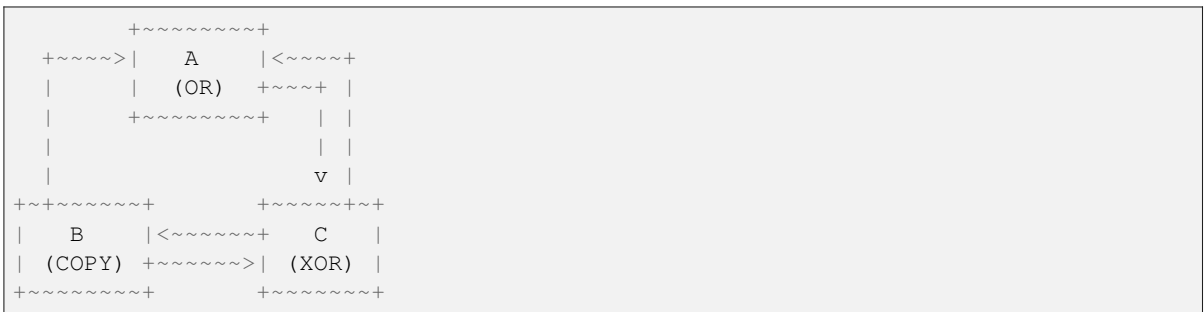 +~~~~~~~~+
+~~~~>| A |<~~~~+
| | (OR) +~~~+ |
| +~~~~~~~~+ | |
| | |
| v |
+~+~~~~~~+ +~~~~~+~+
| B |<~~~~~~+ C |
| (COPY) +~~~~~~>| (XOR) |
+~~~~~~~~+ +~~~~~~~+